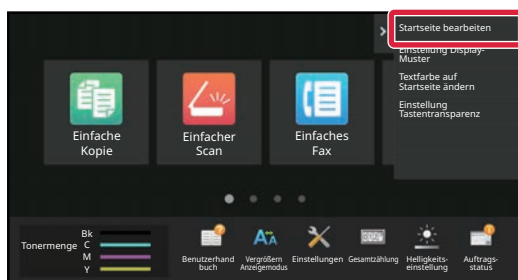 Startseite bearbeiten
Einstellung Display-
Muster
Textfarbe auf
Startseite ändern
Einstellung
Tastentransparenz
Einfache
Kopie
Einfacher
Scan
Einfaches
Fax
Tonermenge
Bk
C
M
Y
Benutzerhand
buch
Vergrößern
Anzeigemodus
Einstellungen
Gesamtzählung
Helligkeits-
einstellung
Auftrags-
status